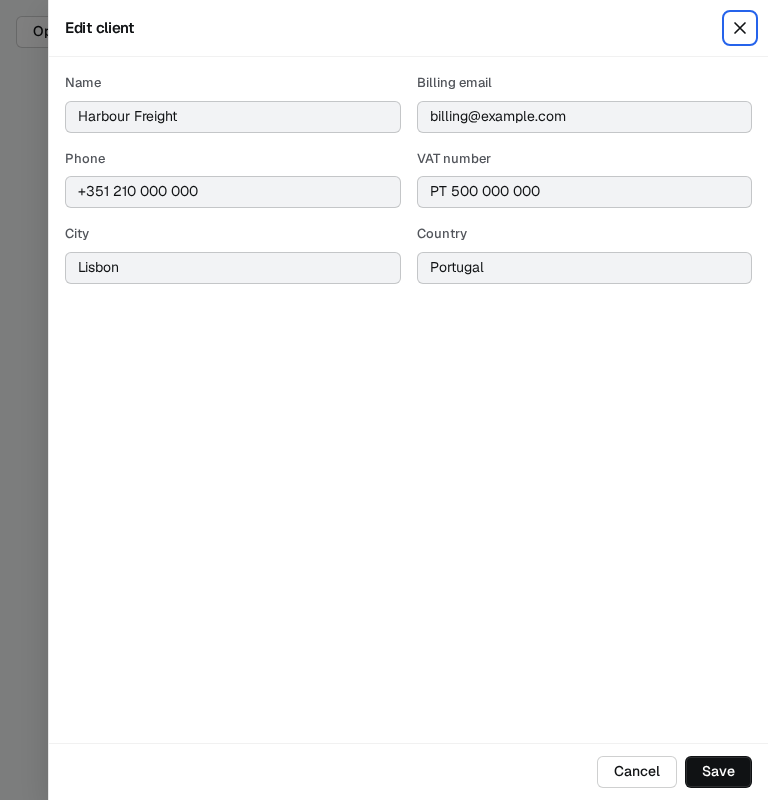 Op
Edit client
Name
Billing email
Harbour Freight
billing@example.com
Phone
VAT number
+351 210 000 000
PT 500 000 000
City
Country
Lisbon
Portugal
Cancel
Save